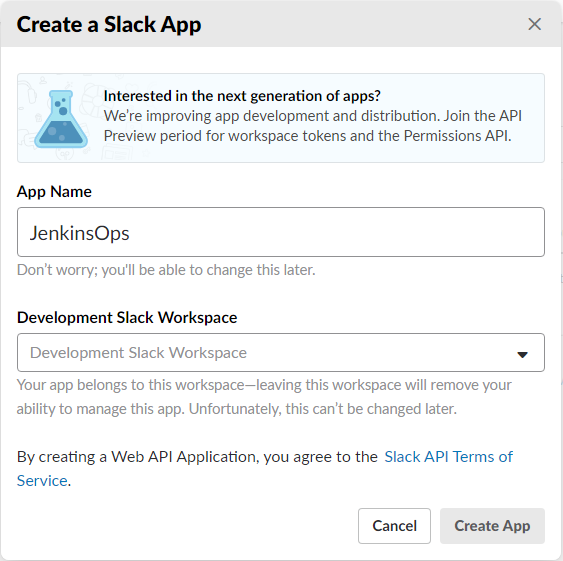 Create a Slack App
Interested in the next generation of apps?
We’re improving app development and distribution. Join the API
Preview period for workspace tokens and the Permissions API.
App Name
JenkinsOps
Don’t worry; you'll be able to change this later.
Development Slack Workspace
Development Slack Workspace
Your app belongs to this workspace—leaving this workspace will remove your
ability to manage this app. Unfortunately, this can’t be changed later.
By creating a Web API Application, you agree to the Slack API Terms of
Service.
Cancel
Create App